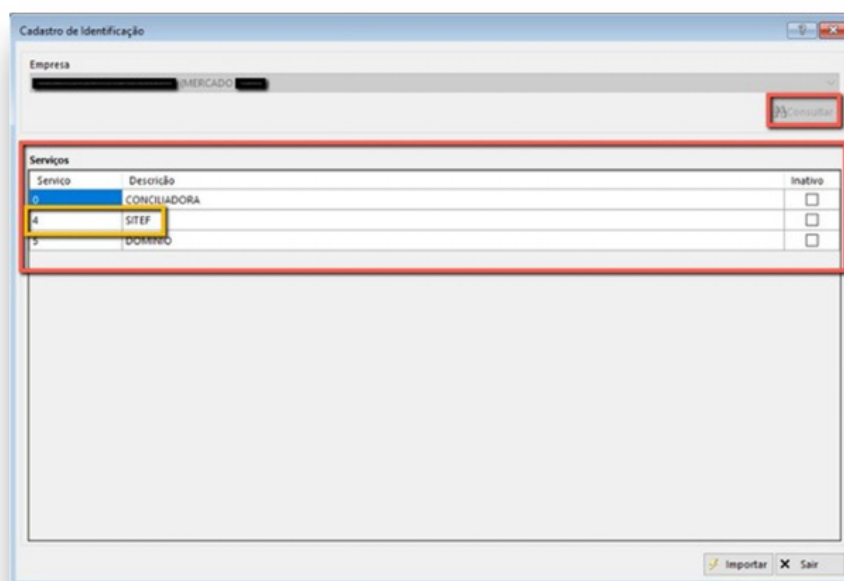 Cadastro de Identificação
Empresa
(MERCADO
Consultar
Serviços
Servico Descrição Inativo
0 CONCILIADORA
4 SITEF
5 DOMINIO
Importar Sair